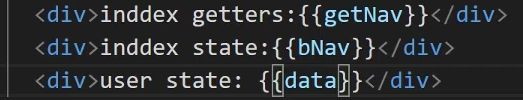 <div>inddex getters:{{getNav}}</div>
<div>inddex state:{{bNav}}</div>
<div>user state: {{data}}</div>